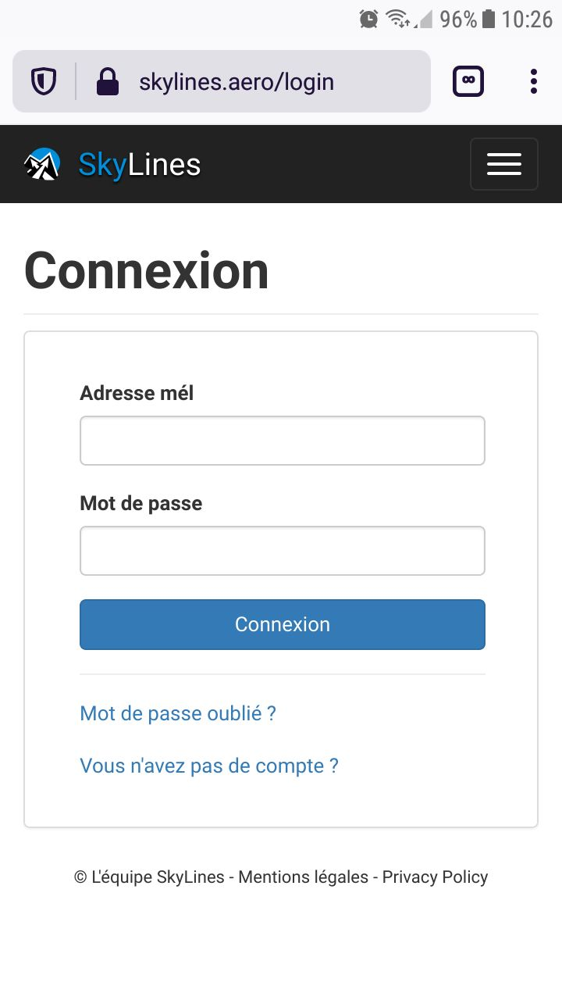 96% 10:26
skylines.aero/login
∞
SkyLines
Connexion
Adresse mél
Mot de passe
Connexion
Mot de passe oublié ?
Vous n'avez pas de compte ?
© L'équipe SkyLines - Mentions légales - Privacy Policy